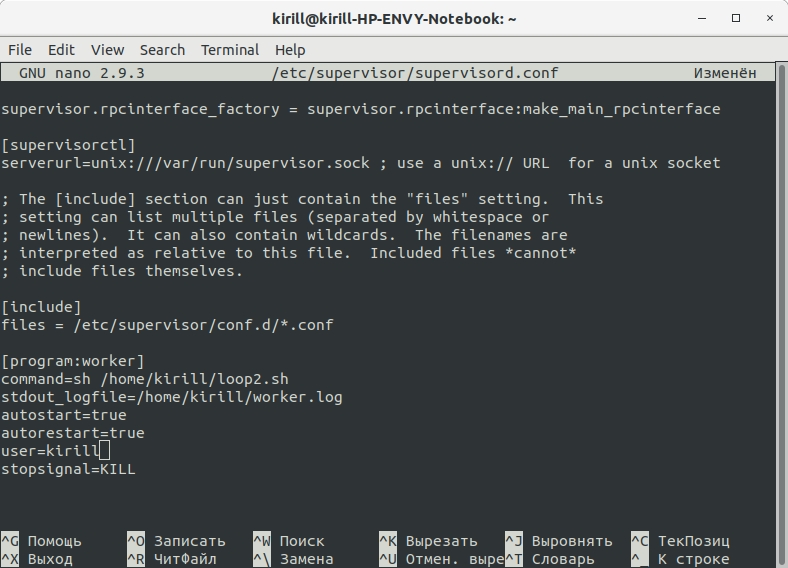 kirill@kirill-HP-ENVY-Notebook: ~
File Edit View Search Terminal Help
GNU nano 2.9.3 /etc/supervisor/supervisord.conf Изменён
supervisor.rpcinterface_factory = supervisor.rpcinterface:make_main_rpcinterface
[supervisorctl]
serverurl=unix:///var/run/supervisor.sock ; use a unix:// URL  for a unix socket
; The [include] section can just contain the "files" setting.  This
; setting can list multiple files (separated by whitespace or
; newlines).  It can also contain wildcards.  The filenames are
; interpreted as relative to this file.  Included files *cannot*
; include files themselves.
[include]
files = /etc/supervisor/conf.d/*.conf
[program:worker]
command=sh /home/kirill/loop2.sh
stdout_logfile=/home/kirill/worker.log
autostart=true
autorestart=true
user=kirill
stopsignal=KILL
^G Помощь ^O Записать ^W Поиск ^K Вырезать ^J Выровнять ^C ТекПозиц
^X Выход ^R ЧитФайл ^\ Замена ^U Отмен. выре^T Словарь ^_ К строке